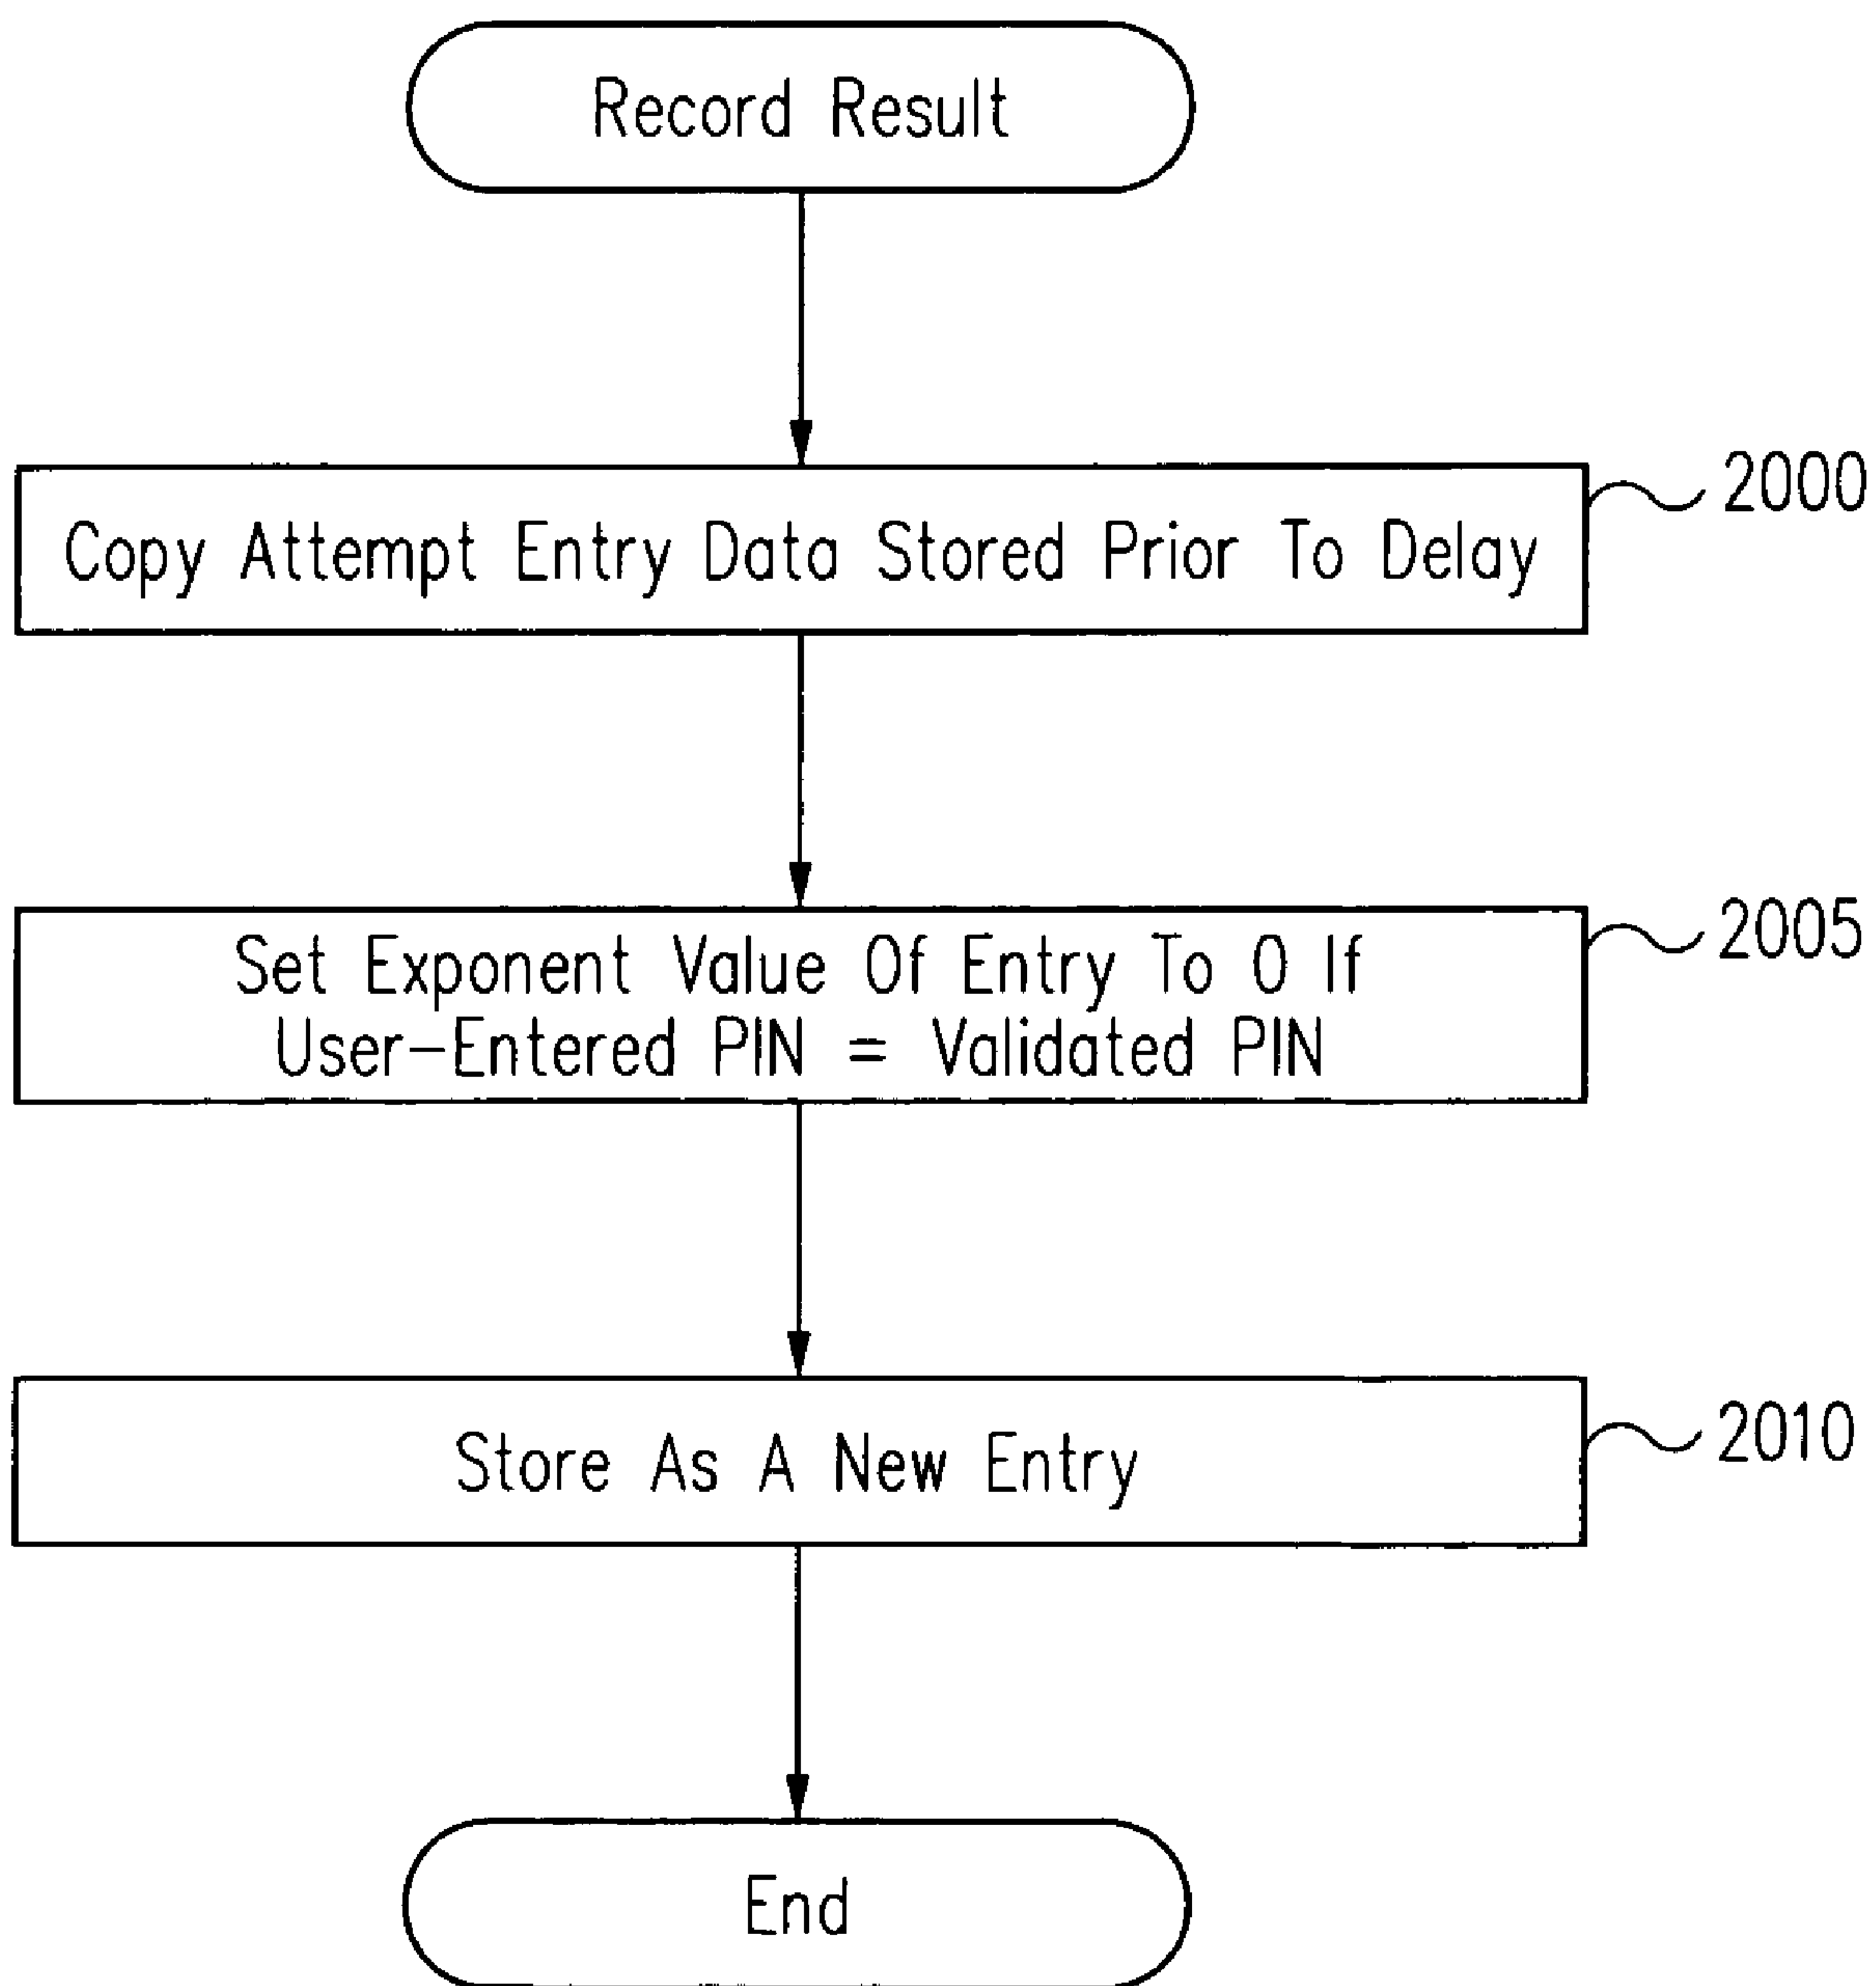 Record Result
2000
Copy Attempt Entry Data Stored Prior To Delay
2005
Set Exponent Value Of Entry To 0 If
User-Entered PIN = Validated PIN
2010
Store As A New Entry
End